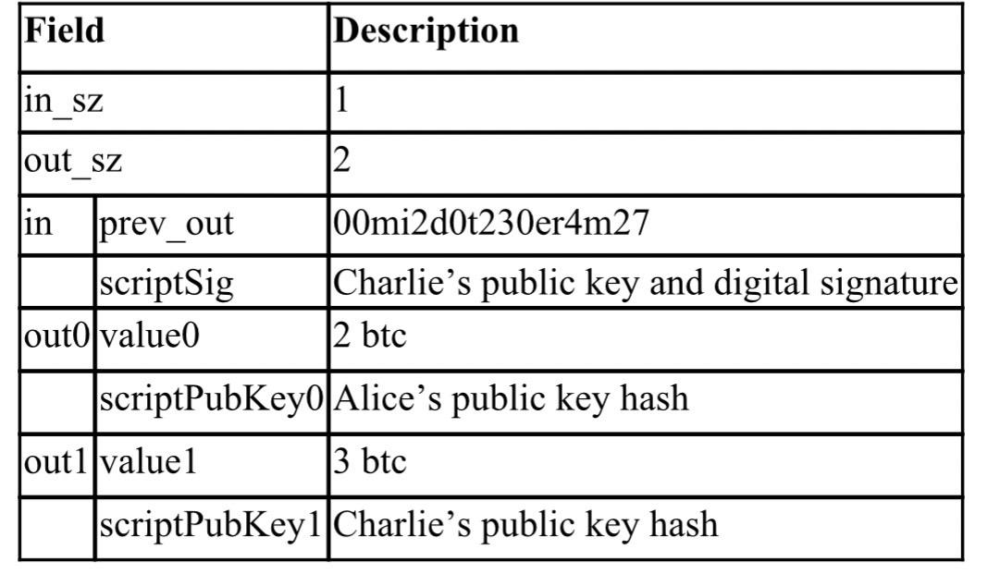 Field Description
in_sz 1
out_sz 2
in prev_out 00mi2d0t230er4m27
scriptSig Charlie’s public key and digital signature
out0 value0 2 btc
scriptPubKey0 Alice’s public key hash
out1 value1 3 btc
scriptPubKey1 Charlie’s public key hash